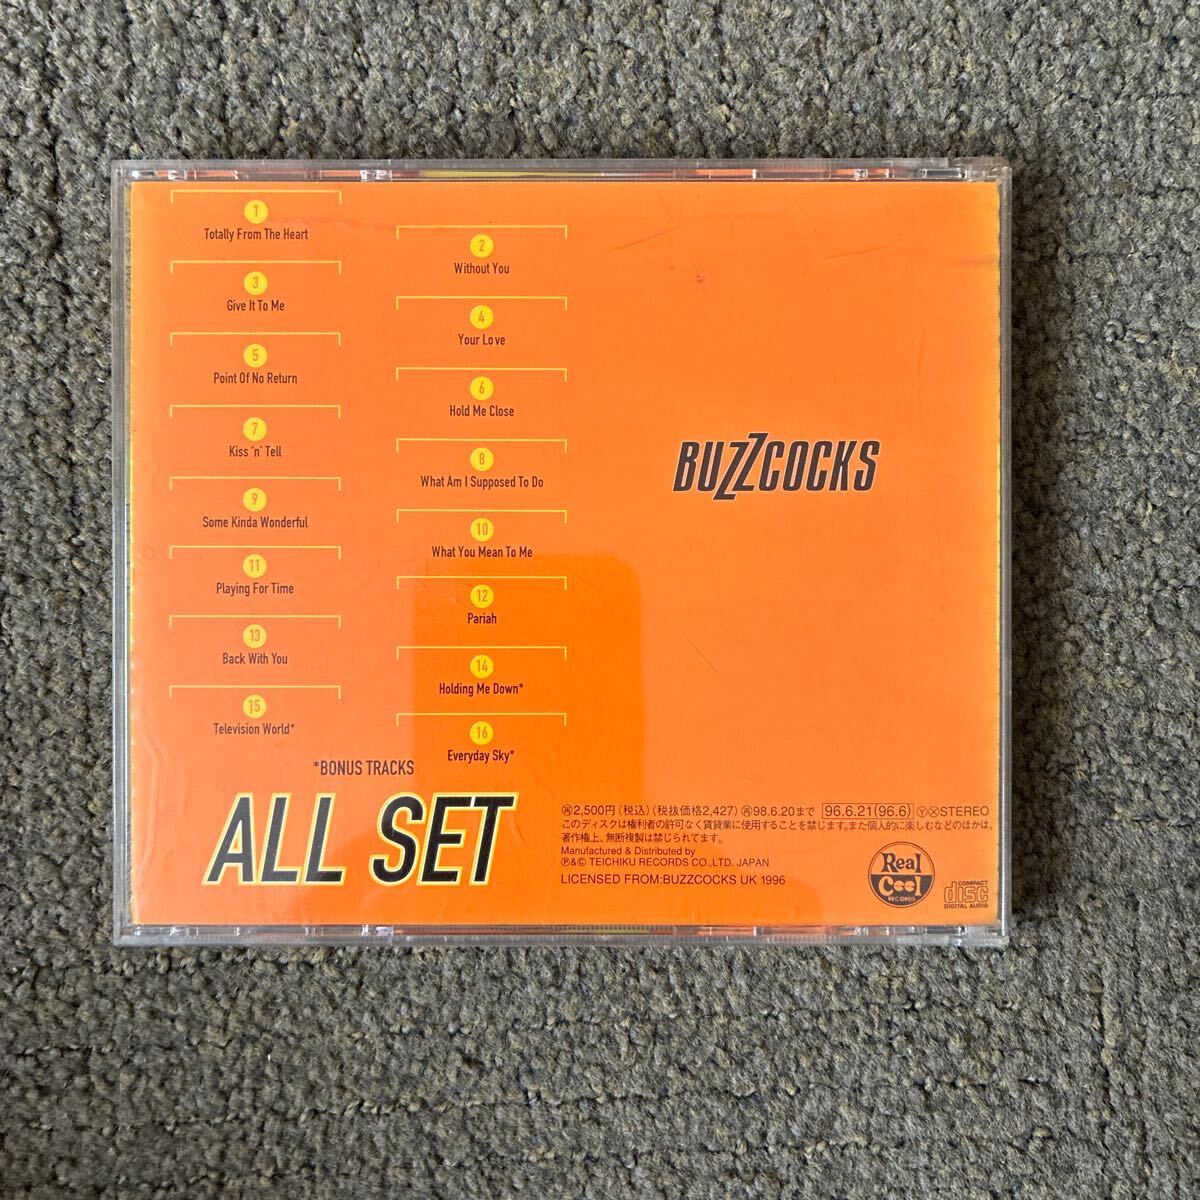 1
Totally From The Heart
2
Without You
3
Give It To Me
4
Your Love
5
Point Of No Return
6
Hold Me Close
7
Kiss 'n' Tell
8
What Am I Supposed To Do
9
Some Kinda Wonderful
10
What You Mean To Me
11
Playing For Time
12
Pariah
13
Back With You
14
Holding Me Down*
15
Television World*
16
Everyday Sky*
*BONUS TRACKS
BUZZCOCKS
ALL SET
㊢2,500円(税込)(税抜価格2,427) ㊢98.6.20まで 96.6.21(96.6) ⓎⓍSTEREO
このディスクは権利者の許可なく賃貸業に使用することを禁じます。また個人的に楽しむなどのほかは、
著作権上、無断複製は禁じられてます。
Manufactured & Distributed by
Ⓟ&© TEICHIKU RECORDS CO.,LTD. JAPAN
LICENSED FROM:BUZZCOCKS UK 1996
Real
Cool
RECORDS
COMPACT
disc
DIGITAL AUDIO